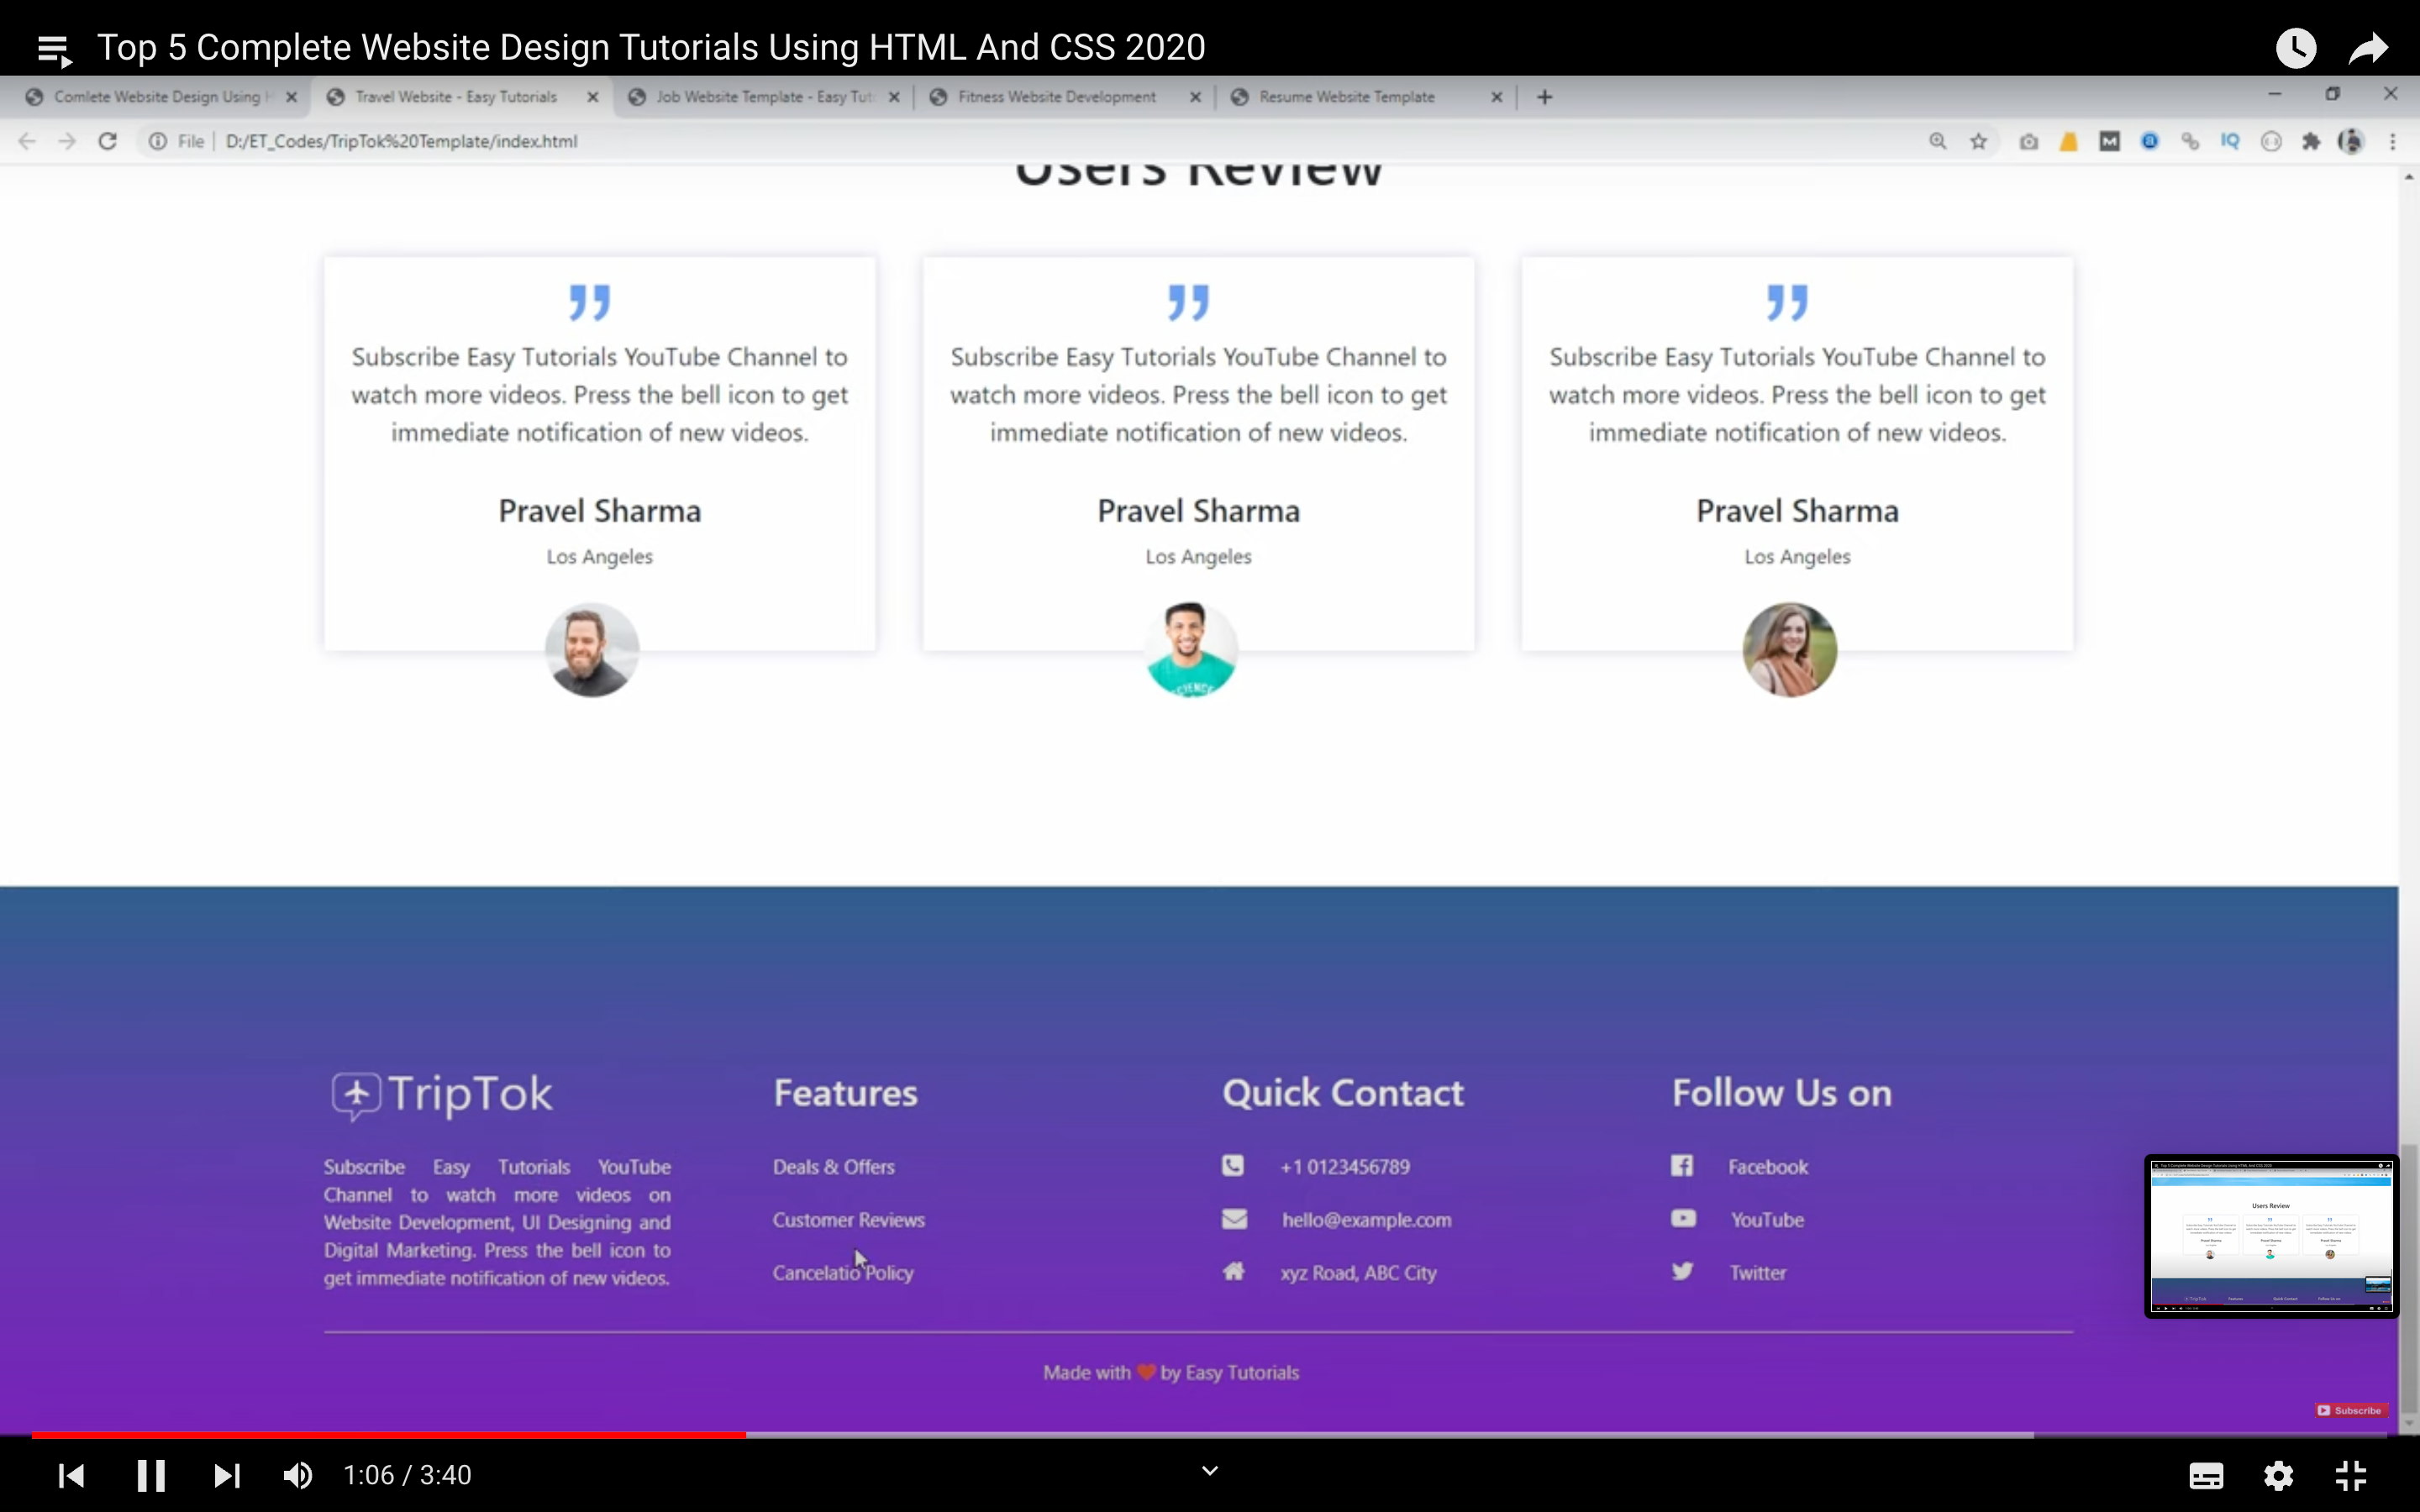 Top 5 Complete Website Design Tutorials Using HTML And CSS 2020
Comlete Website Design Using H
Travel Website - Easy Tutorials
Job Website Template - Easy Tut
Fitness Website Development
Resume Website Template
File | D:/ET_Codes/TripTok%20Template/index.html
IQ
Users Review
Subscribe Easy Tutorials YouTube Channel to
watch more videos. Press the bell icon to get
immediate notification of new videos.
Pravel Sharma
Los Angeles
Subscribe Easy Tutorials YouTube Channel to
watch more videos. Press the bell icon to get
immediate notification of new videos.
Pravel Sharma
Los Angeles
Subscribe Easy Tutorials YouTube Channel to
watch more videos. Press the bell icon to get
immediate notification of new videos.
Pravel Sharma
Los Angeles
TripTok
Subscribe Easy Tutorials YouTube
Channel to watch more videos on
Website Development, UI Designing and
Digital Marketing. Press the bell icon to
get immediate notification of new videos.
Features
Deals & Offers
Customer Reviews
Cancelatio Policy
Quick Contact
+1 0123456789
hello@example.com
xyz Road, ABC City
Follow Us on
Facebook
YouTube
Twitter
Users Review
Made with ❤ by Easy Tutorials
Subscribe
1:06 / 3:40